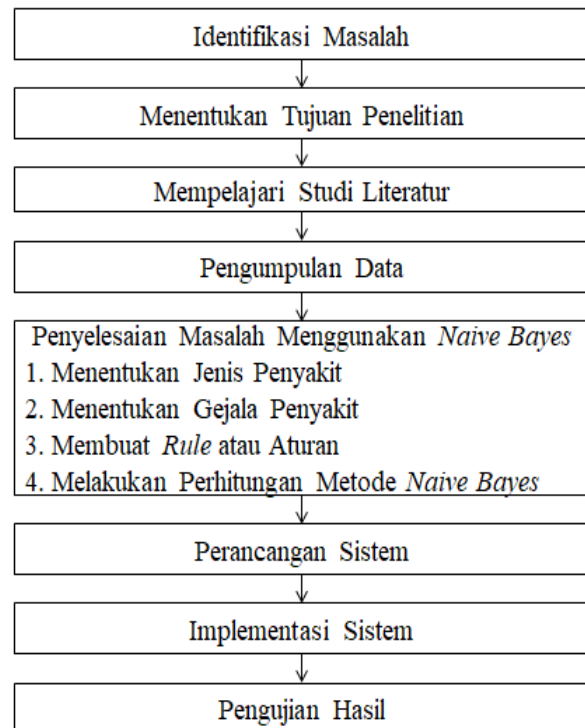 Identifikasi Masalah
Menentukan Tujuan Penelitian
Mempelajari Studi Literatur
Pengumpulan Data
Penyelesaian Masalah Menggunakan Naive Bayes
1. Menentukan Jenis Penyakit
2. Menentukan Gejala Penyakit
3. Membuat Rule atau Aturan
4. Melakukan Perhitungan Metode Naive Bayes
Perancangan Sistem
Implementasi Sistem
Pengujian Hasil